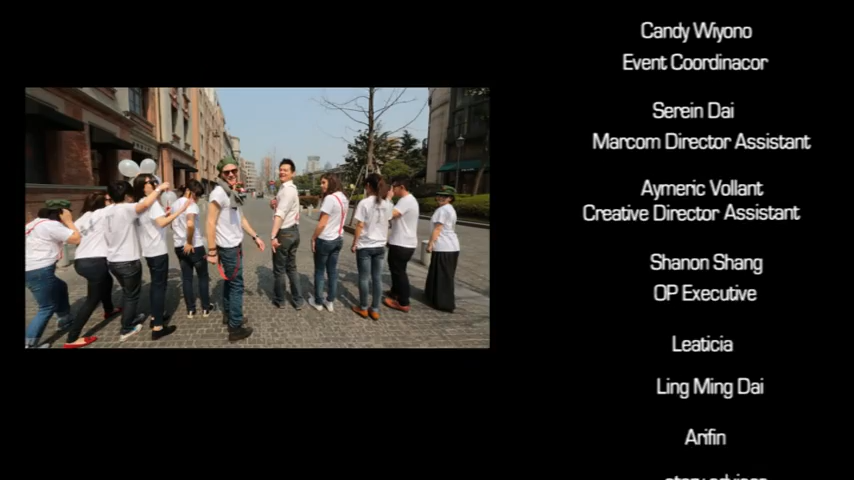 Candy Wiyono
Event Coordinacor
Serein Dai
Marcom Director Assistant
Aymeric Vollant
Creative Director Assistant
Shanon Shang
OP Executive
Leaticia
Ling Ming Dai
Arifin